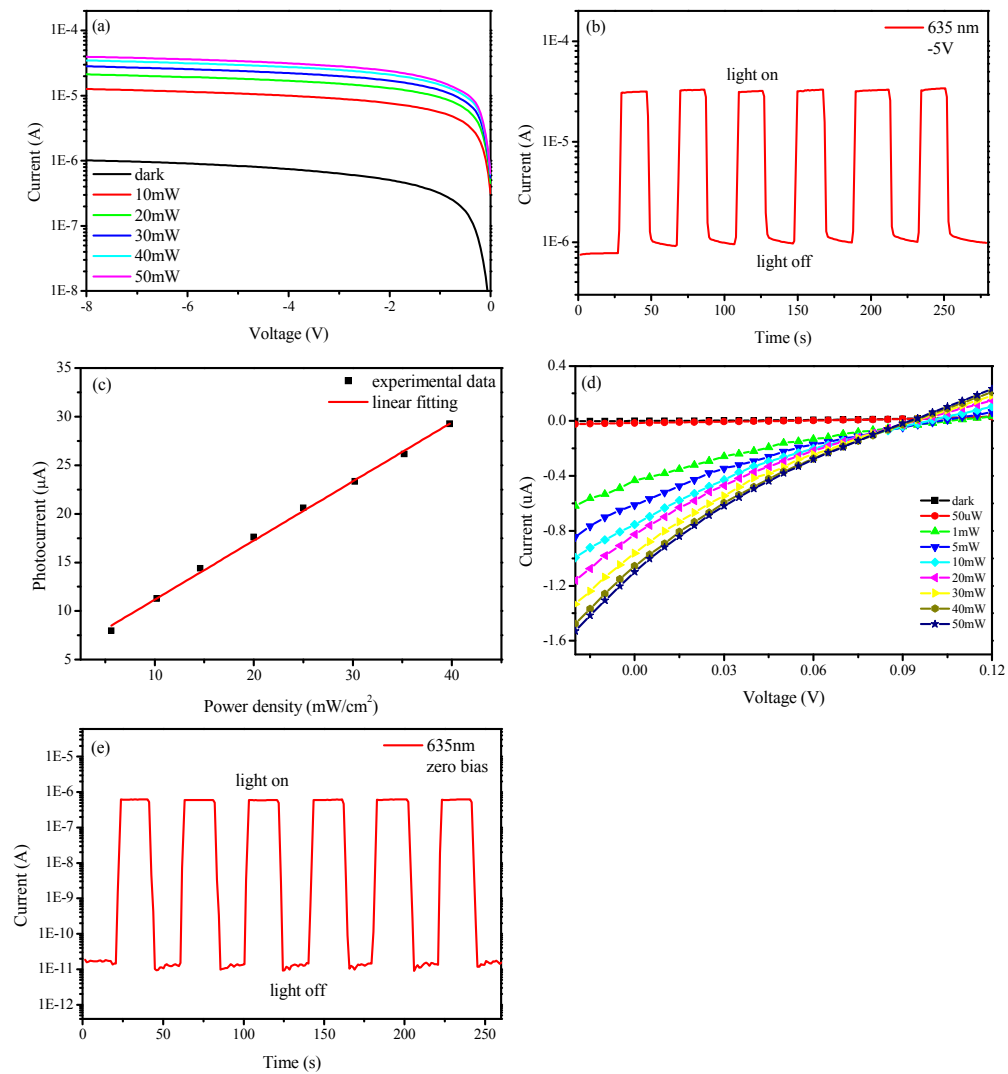 (a)
1E-4
1E-5
1E-6
1E-7
1E-8
Current (A)
dark
10mW
20mW
30mW
40mW
50mW
-8
-6
-4
-2
0
Voltage (V)
(b)
635 nm
-5V
1E-4
1E-5
1E-6
Current (A)
light on
light off
0
50
100
150
200
250
Time (s)
(c)
experimental data
linear fitting
35
30
25
20
15
10
5
Photocurrent (μA)
10
20
30
40
Power density (mW/cm²)
(d)
0.4
0.0
-0.4
-0.8
-1.2
-1.6
Current (uA)
dark
50uW
1mW
5mW
10mW
20mW
30mW
40mW
50mW
0.00
0.03
0.06
0.09
0.12
Voltage (V)
(e)
635nm
zero bias
1E-5
1E-6
1E-7
1E-8
1E-9
1E-10
1E-11
1E-12
Current (A)
light on
light off
0
50
100
150
200
250
Time (s)